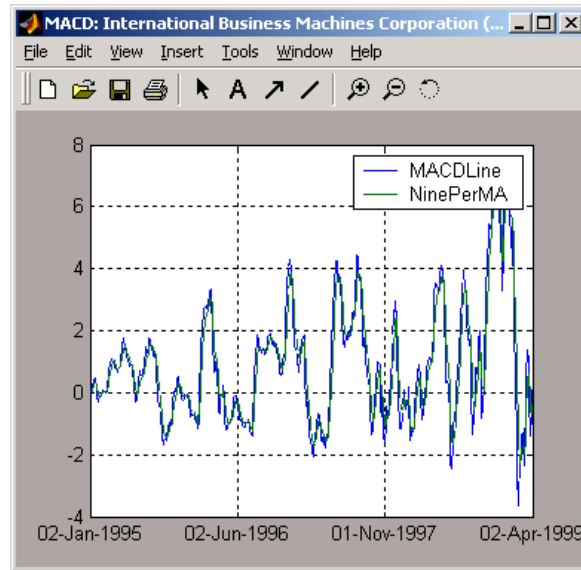 MACD: International Business Machines Corporation (...
File Edit View Insert Tools Window Help
A
8
6
4
2
0
-2
-4
MACDLine
NinePerMA
02-Jan-1995 02-Jun-1996 01-Nov-1997 02-Apr-1999